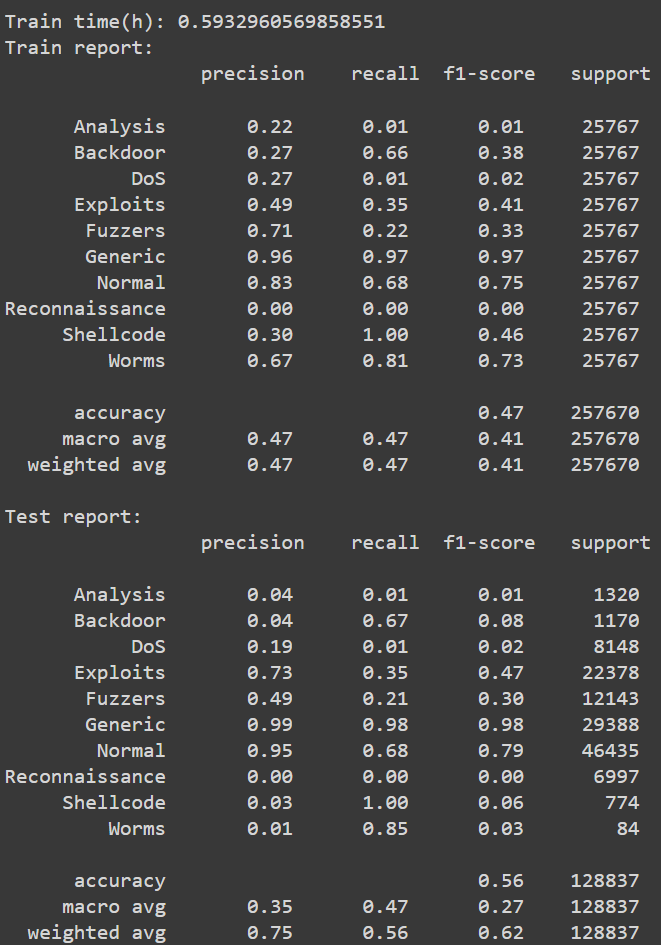 Train time(h): 0.5932960569858551
Train report:
precision recall f1-score support
Analysis 0.22 0.01 0.01 25767
Backdoor 0.27 0.66 0.38 25767
DoS 0.27 0.01 0.02 25767
Exploits 0.49 0.35 0.41 25767
Fuzzers 0.71 0.22 0.33 25767
Generic 0.96 0.97 0.97 25767
Normal 0.83 0.68 0.75 25767
Reconnaissance 0.00 0.00 0.00 25767
Shellcode 0.30 1.00 0.46 25767
Worms 0.67 0.81 0.73 25767
accuracy 0.47 257670
macro avg 0.47 0.47 0.41 257670
weighted avg 0.47 0.47 0.41 257670
Test report:
precision recall f1-score support
Analysis 0.04 0.01 0.01 1320
Backdoor 0.04 0.67 0.08 1170
DoS 0.19 0.01 0.02 8148
Exploits 0.73 0.35 0.47 22378
Fuzzers 0.49 0.21 0.30 12143
Generic 0.99 0.98 0.98 29388
Normal 0.95 0.68 0.79 46435
Reconnaissance 0.00 0.00 0.00 6997
Shellcode 0.03 1.00 0.06 774
Worms 0.01 0.85 0.03 84
accuracy 0.56 128837
macro avg 0.35 0.47 0.27 128837
weighted avg 0.75 0.56 0.62 128837